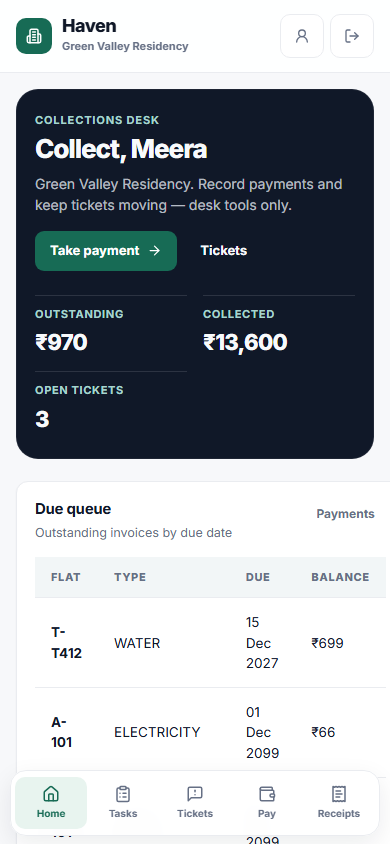 Haven
Green Valley Residency
COLLECTIONS DESK
Collect, Meera
Green Valley Residency. Record payments and
keep tickets moving — desk tools only.
Take payment →
Tickets
OUTSTANDING COLLECTED
₹970 ₹13,600
OPEN TICKETS
3
Due queue
Payments
Outstanding invoices by due date
FLAT TYPE DUE BALANCE
T-
T412
WATER
15
Dec
2027
₹699
A-
101
ELECTRICITY
01
Dec
2099
₹66
2099
Home Tasks Tickets Pay Receipts